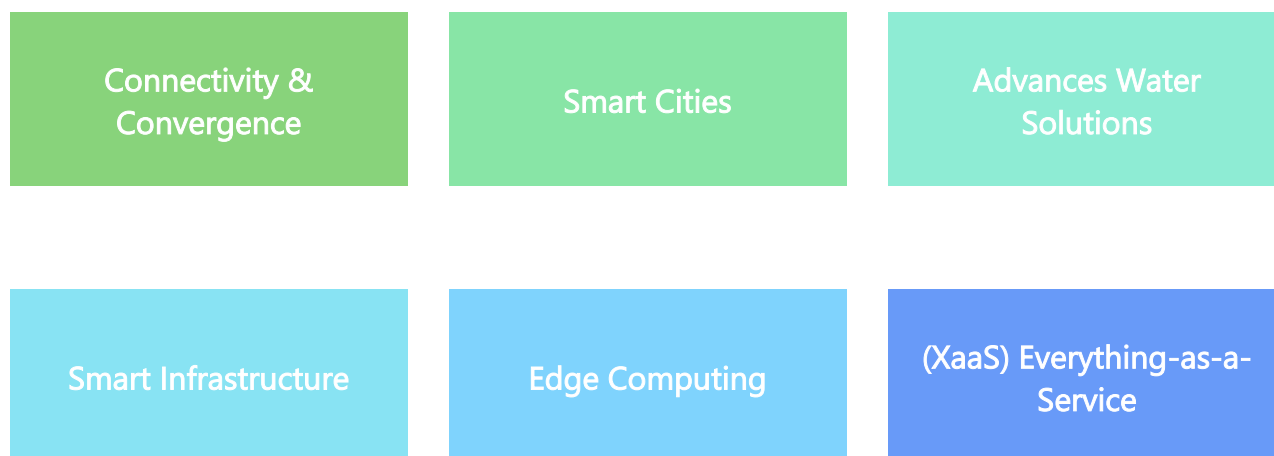 Connectivity &
Convergence
Smart Cities
Advances Water
Solutions
Smart Infrastructure
Edge Computing
(XaaS) Everything-as-a-
Service